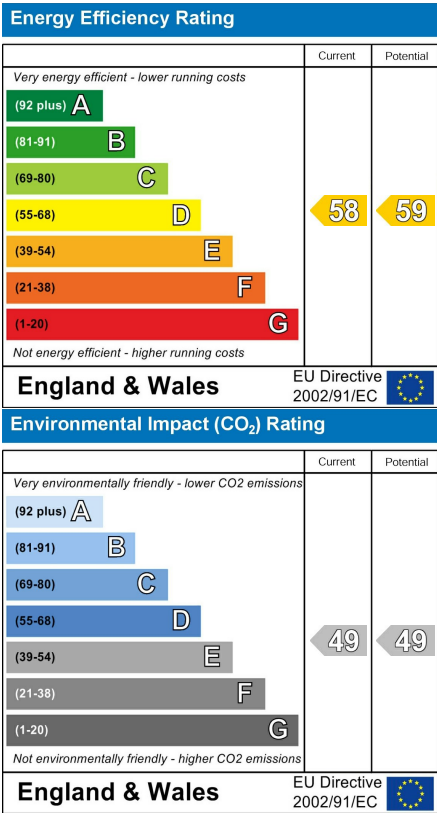 Energy Efficiency Rating
Current Potential
Very energy efficient - lower running costs
(92 plus) A
(81-91) B
(69-80) C
(55-68) D
58 59
(39-54) E
(21-38) F
(1-20) G
Not energy efficient - higher running costs
England & Wales
EU Directive
2002/91/EC
Environmental Impact (CO₂) Rating
Current Potential
Very environmentally friendly - lower CO2 emissions
(92 plus) A
(81-91) B
(69-80) C
(55-68) D
(39-54) E
49 49
(21-38) F
(1-20) G
Not environmentally friendly - higher CO2 emissions
England & Wales
EU Directive
2002/91/EC